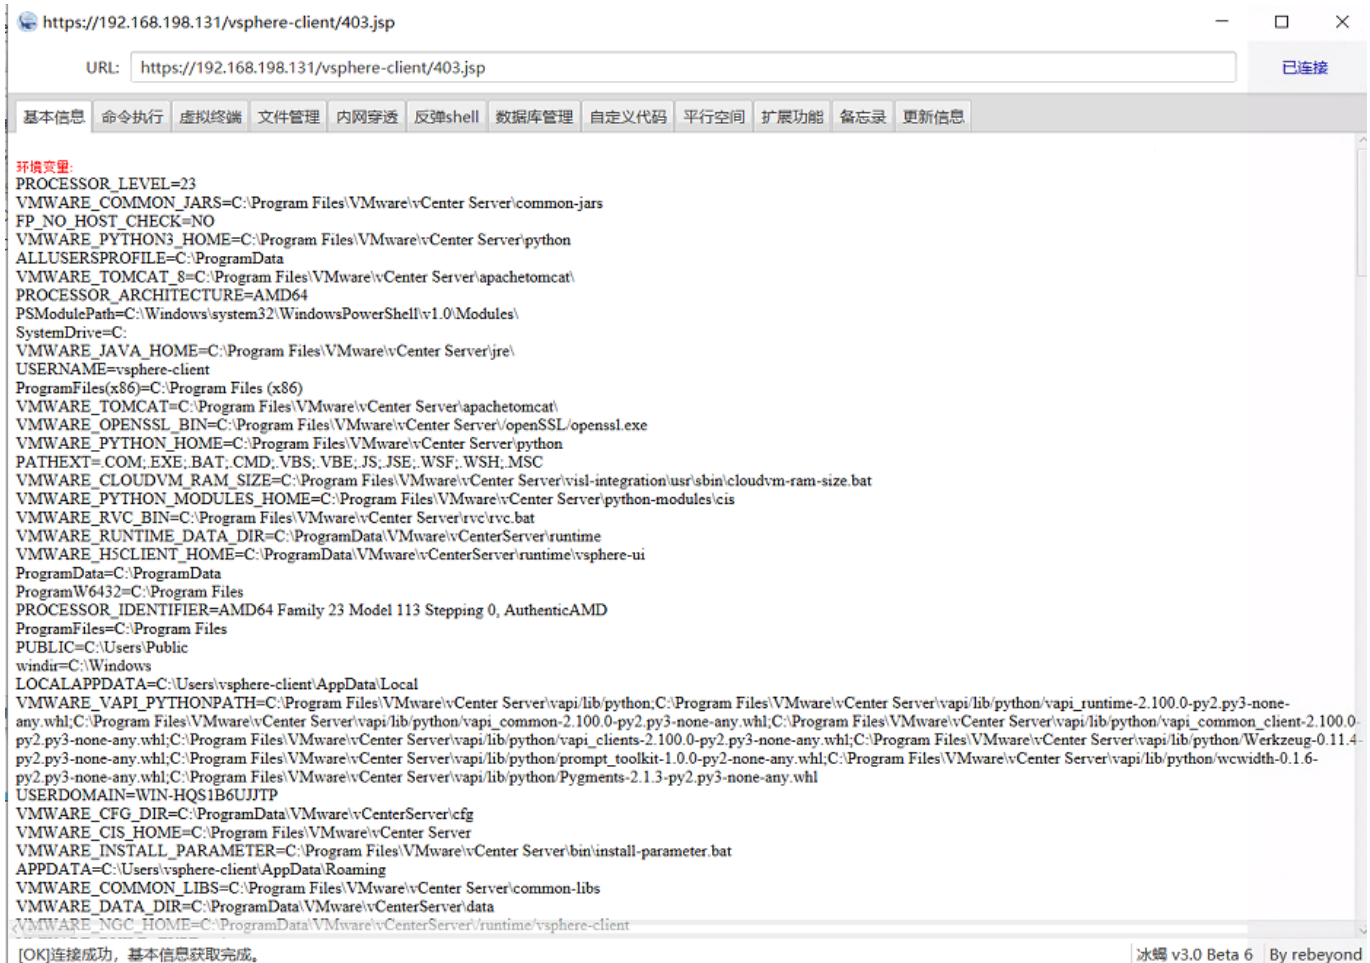 https://192.168.198.131/vsphere-client/403.jsp
URL: https://192.168.198.131/vsphere-client/403.jsp 已连接
基本信息 命令执行 虚拟终端 文件管理 内网穿透 反弹shell 数据库管理 自定义代码 平行空间 扩展功能 备忘录 更新信息
环境变量:
PROCESSOR_LEVEL=23
VMWARE_COMMON_JARS=C:\Program Files\VMware\vCenter Server\common-jars
FP_NO_HOST_CHECK=NO
VMWARE_PYTHON3_HOME=C:\Program Files\VMware\vCenter Server\python
ALLUSERSPROFILE=C:\ProgramData
VMWARE_TOMCAT_8=C:\Program Files\VMware\vCenter Server\apachetomcat\
PROCESSOR_ARCHITECTURE=AMD64
PSModulePath=C:\Windows\system32\WindowsPowerShell\v1.0\Modules\
SystemDrive=C:
VMWARE_JAVA_HOME=C:\Program Files\VMware\vCenter Server\jre\
USERNAME=vsphere-client
ProgramFiles(x86)=C:\Program Files (x86)
VMWARE_TOMCAT=C:\Program Files\VMware\vCenter Server\apachetomcat\
VMWARE_OPENSSL_BIN=C:\Program Files\VMware\vCenter Server\/openSSL/openssl.exe
VMWARE_PYTHON_HOME=C:\Program Files\VMware\vCenter Server\python
PATHEXT=.COM;.EXE;.BAT;.CMD;.VBS;.VBE;.JS;.JSE;.WSF;.WSH;.MSC
VMWARE_CLOUDVM_RAM_SIZE=C:\Program Files\VMware\vCenter Server\visl-integration\usr\sbin\cloudvm-ram-size.bat
VMWARE_PYTHON_MODULES_HOME=C:\Program Files\VMware\vCenter Server\python-modules\cis
VMWARE_RVC_BIN=C:\Program Files\VMware\vCenter Server\rvc\rvc.bat
VMWARE_RUNTIME_DATA_DIR=C:\ProgramData\VMware\vCenterServer\runtime
VMWARE_H5CLIENT_HOME=C:\ProgramData\VMware\vCenterServer\runtime\vsphere-ui
ProgramData=C:\ProgramData
ProgramW6432=C:\Program Files
PROCESSOR_IDENTIFIER=AMD64 Family 23 Model 113 Stepping 0, AuthenticAMD
ProgramFiles=C:\Program Files
PUBLIC=C:\Users\Public
windir=C:\Windows
LOCALAPPDATA=C:\Users\vsphere-client\AppData\Local
VMWARE_VAPI_PYTHONPATH=C:\Program Files\VMware\vCenter Server\vapi/lib/python;C:\Program Files\VMware\vCenter Server\vapi/lib/python/vapi_runtime-2.100.0-py2.py3-none-
any.whl;C:\Program Files\VMware\vCenter Server\vapi/lib/python/vapi_common-2.100.0-py2.py3-none-any.whl;C:\Program Files\VMware\vCenter Server\vapi/lib/python/vapi_common_client-2.100.0-
py2.py3-none-any.whl;C:\Program Files\VMware\vCenter Server\vapi/lib/python/vapi_clients-2.100.0-py2.py3-none-any.whl;C:\Program Files\VMware\vCenter Server\vapi/lib/python/Werkzeug-0.11.4-
py2.py3-none-any.whl;C:\Program Files\VMware\vCenter Server\vapi/lib/python/prompt_toolkit-1.0.0-py2-none-any.whl;C:\Program Files\VMware\vCenter Server\vapi/lib/python/wcwidth-0.1.6-
py2.py3-none-any.whl;C:\Program Files\VMware\vCenter Server\vapi/lib/python/Pygments-2.1.3-py2.py3-none-any.whl
USERDOMAIN=WIN-HQS1B6UJJTP
VMWARE_CFG_DIR=C:\ProgramData\VMware\vCenterServer\cfg
VMWARE_CIS_HOME=C:\Program Files\VMware\vCenter Server
VMWARE_INSTALL_PARAMETER=C:\Program Files\VMware\vCenter Server\bin\install-parameter.bat
APPDATA=C:\Users\vsphere-client\AppData\Roaming
VMWARE_COMMON_LIBS=C:\Program Files\VMware\vCenter Server\common-libs
VMWARE_DATA_DIR=C:\ProgramData\VMware\vCenterServer\data
VMWARE_NGC_HOME=C:\ProgramData\VMware\vCenterServer\/runtime/vsphere-client
[OK]连接成功，基本信息获取完成。 冰蝎 v3.0 Beta 6 By rebeyond